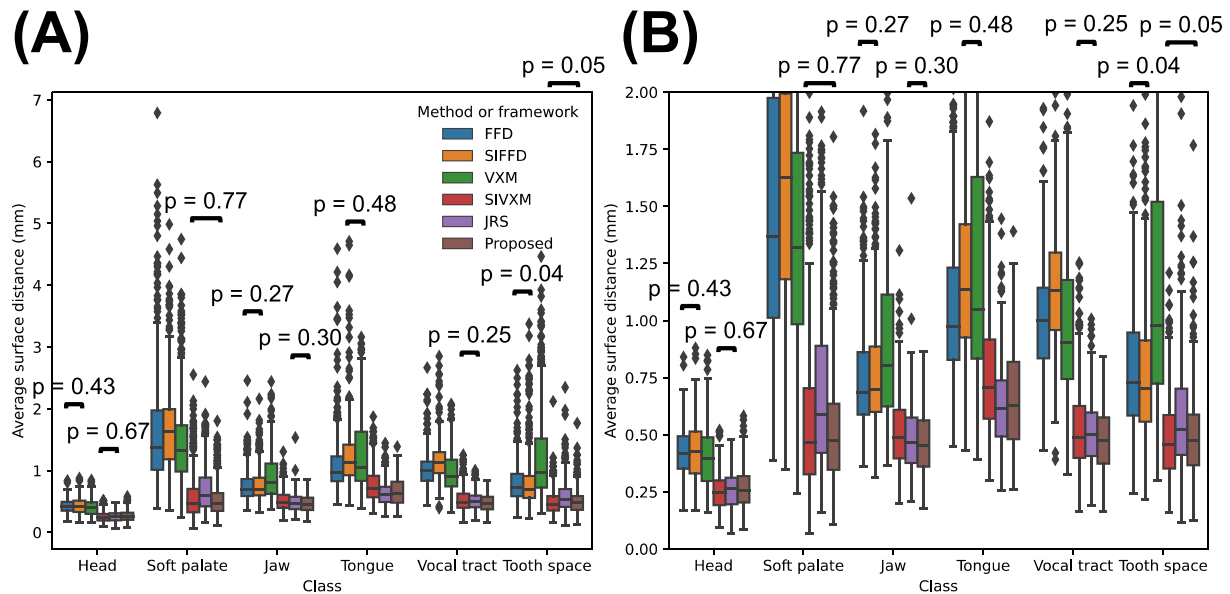 (A)
p = 0.05
7
6
5
4
3
2
1
0
Average surface distance (mm)
Method or framework
FFD
SIFFD
VXM
SIVXM
JRS
Proposed
p = 0.77
p = 0.48
p = 0.04
p = 0.27
p = 0.30
p = 0.25
p = 0.43
p = 0.67
Head Soft palate Jaw Tongue Vocal tract Tooth space
Class
(B)
p = 0.27 p = 0.48 p = 0.25 p = 0.05
p = 0.77 p = 0.30 p = 0.04
2.00
1.75
1.50
1.25
1.00
0.75
0.50
0.25
0.00
Average surface distance (mm)
p = 0.43
p = 0.67
Head Soft palate Jaw Tongue Vocal tract Tooth space
Class